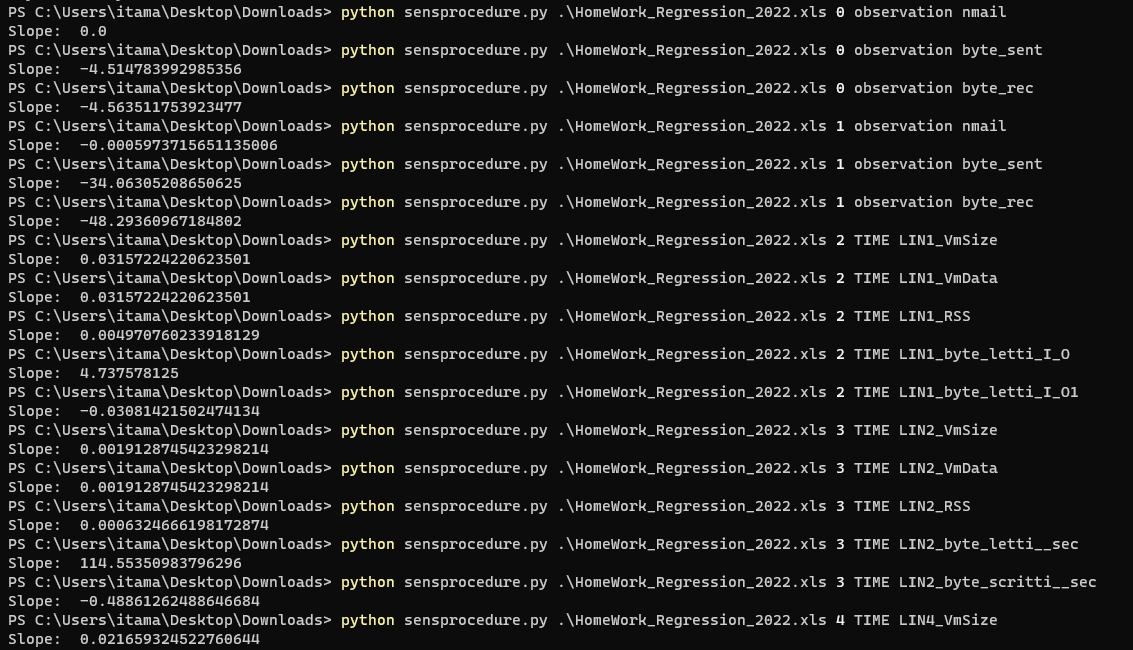 PS C:\Users\itama\Desktop\Downloads> python sensprocedure.py .\HomeWork_Regression_2022.xls 0 observation nmail
Slope:  0.0
PS C:\Users\itama\Desktop\Downloads> python sensprocedure.py .\HomeWork_Regression_2022.xls 0 observation byte_sent
Slope:  -4.514783992985356
PS C:\Users\itama\Desktop\Downloads> python sensprocedure.py .\HomeWork_Regression_2022.xls 0 observation byte_rec
Slope:  -4.563511753923477
PS C:\Users\itama\Desktop\Downloads> python sensprocedure.py .\HomeWork_Regression_2022.xls 1 observation nmail
Slope:  -0.0005973715651135006
PS C:\Users\itama\Desktop\Downloads> python sensprocedure.py .\HomeWork_Regression_2022.xls 1 observation byte_sent
Slope:  -34.06305208650625
PS C:\Users\itama\Desktop\Downloads> python sensprocedure.py .\HomeWork_Regression_2022.xls 1 observation byte_rec
Slope:  -48.29360967184802
PS C:\Users\itama\Desktop\Downloads> python sensprocedure.py .\HomeWork_Regression_2022.xls 2 TIME LIN1_VmSize
Slope:  0.03157224220623501
PS C:\Users\itama\Desktop\Downloads> python sensprocedure.py .\HomeWork_Regression_2022.xls 2 TIME LIN1_VmData
Slope:  0.03157224220623501
PS C:\Users\itama\Desktop\Downloads> python sensprocedure.py .\HomeWork_Regression_2022.xls 2 TIME LIN1_RSS
Slope:  0.004970760233918129
PS C:\Users\itama\Desktop\Downloads> python sensprocedure.py .\HomeWork_Regression_2022.xls 2 TIME LIN1_byte_letti_I_O
Slope:  4.737578125
PS C:\Users\itama\Desktop\Downloads> python sensprocedure.py .\HomeWork_Regression_2022.xls 2 TIME LIN1_byte_letti_I_O1
Slope:  -0.03081421502474134
PS C:\Users\itama\Desktop\Downloads> python sensprocedure.py .\HomeWork_Regression_2022.xls 3 TIME LIN2_VmSize
Slope:  0.0019128745423298214
PS C:\Users\itama\Desktop\Downloads> python sensprocedure.py .\HomeWork_Regression_2022.xls 3 TIME LIN2_VmData
Slope:  0.0019128745423298214
PS C:\Users\itama\Desktop\Downloads> python sensprocedure.py .\HomeWork_Regression_2022.xls 3 TIME LIN2_RSS
Slope:  0.0006324666198172874
PS C:\Users\itama\Desktop\Downloads> python sensprocedure.py .\HomeWork_Regression_2022.xls 3 TIME LIN2_byte_letti__sec
Slope:  114.55350983796296
PS C:\Users\itama\Desktop\Downloads> python sensprocedure.py .\HomeWork_Regression_2022.xls 3 TIME LIN2_byte_scritti__sec
Slope:  -0.48861262488646684
PS C:\Users\itama\Desktop\Downloads> python sensprocedure.py .\HomeWork_Regression_2022.xls 4 TIME LIN4_VmSize
Slope:  0.021659324522760644